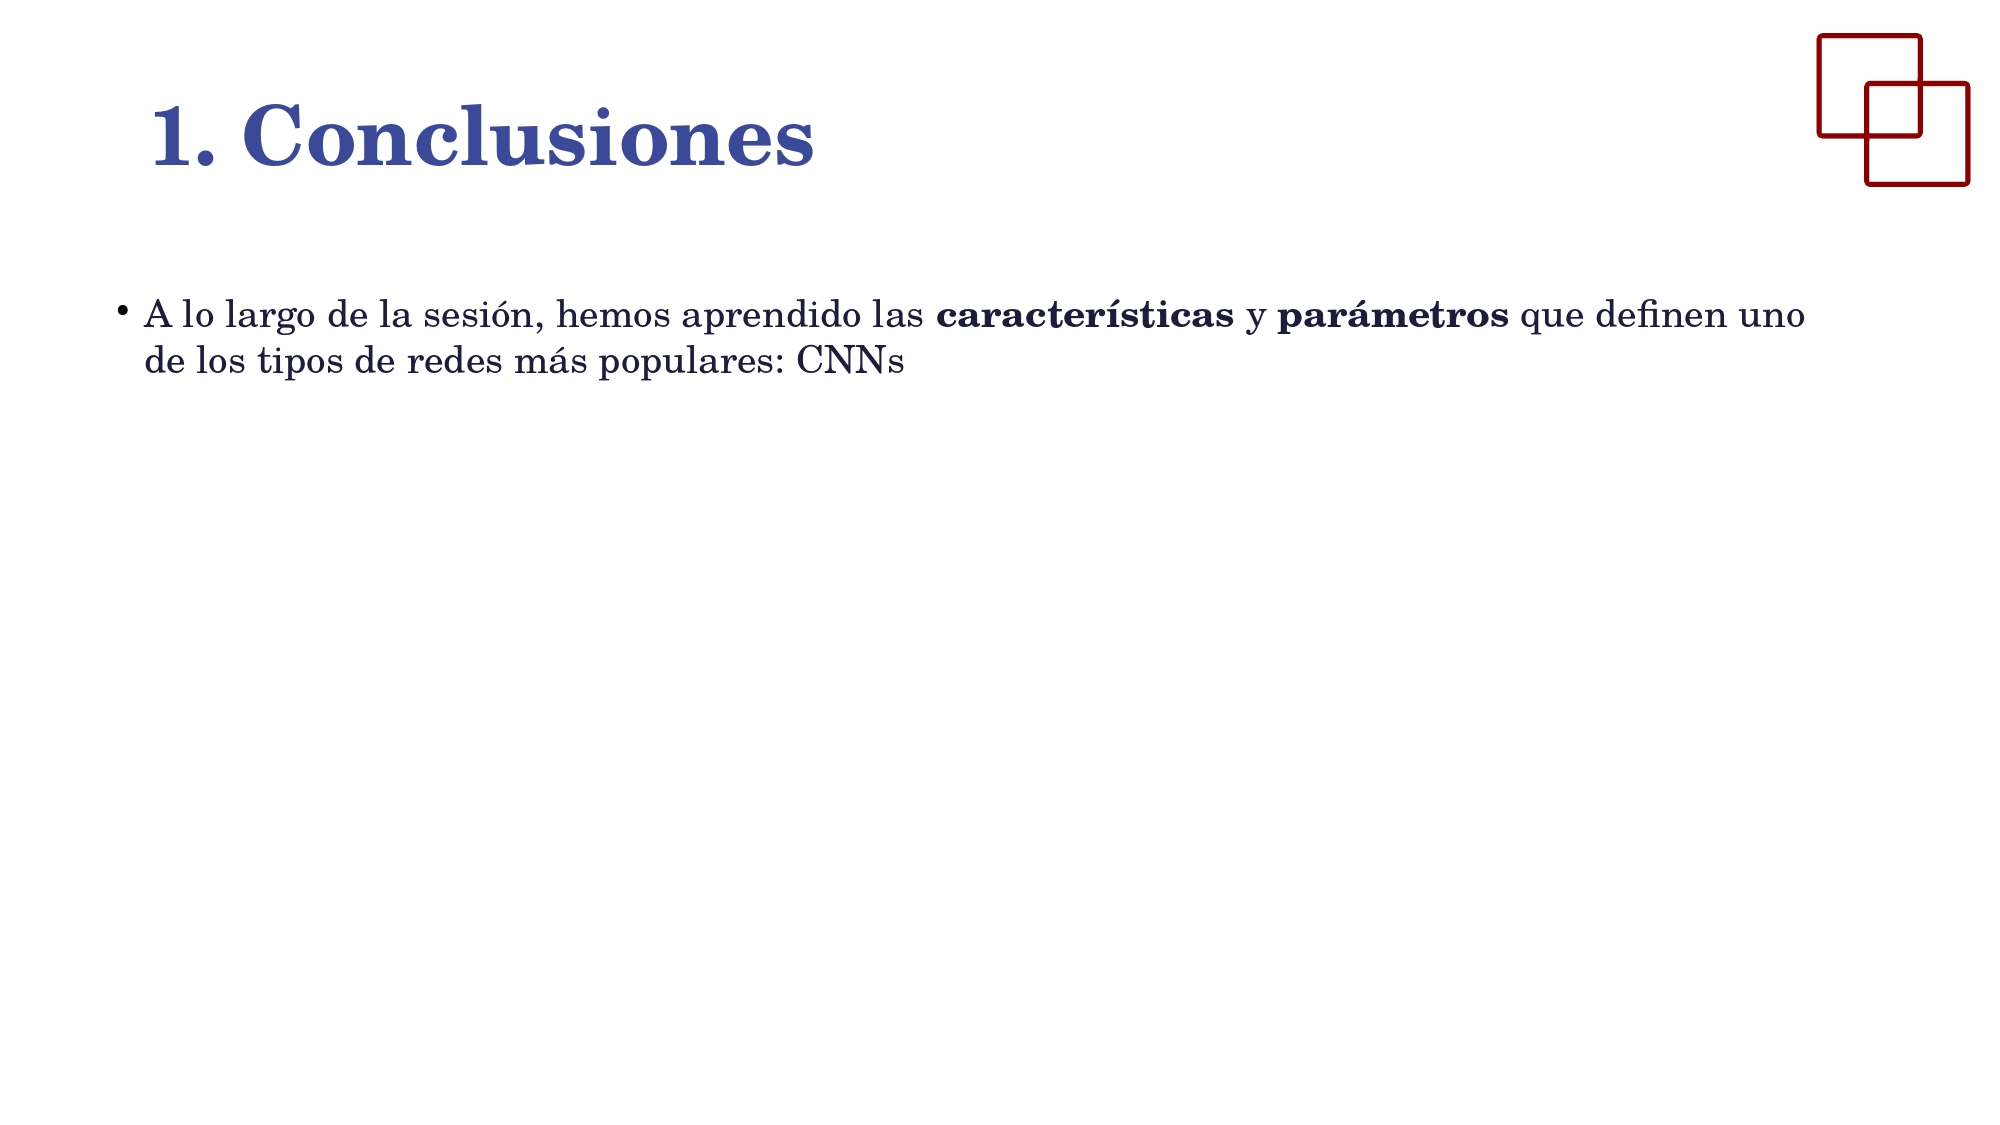 1. Conclusiones
• A lo largo de la sesión, hemos aprendido las características y parámetros que definen uno
de los tipos de redes más populares: CNNs